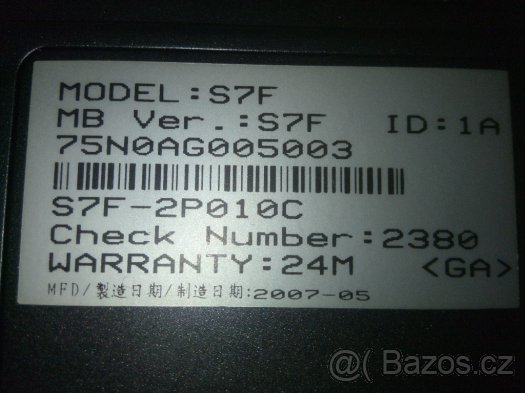 MODEL:S7F
MB Ver.:S7F ID:1A
75N0AG005003
S7F-2P010C
Check Number:2380
WARRANTY:24M <GA>
MFD/製造日期/制造日期:2007-05
@ Bazoš.cz